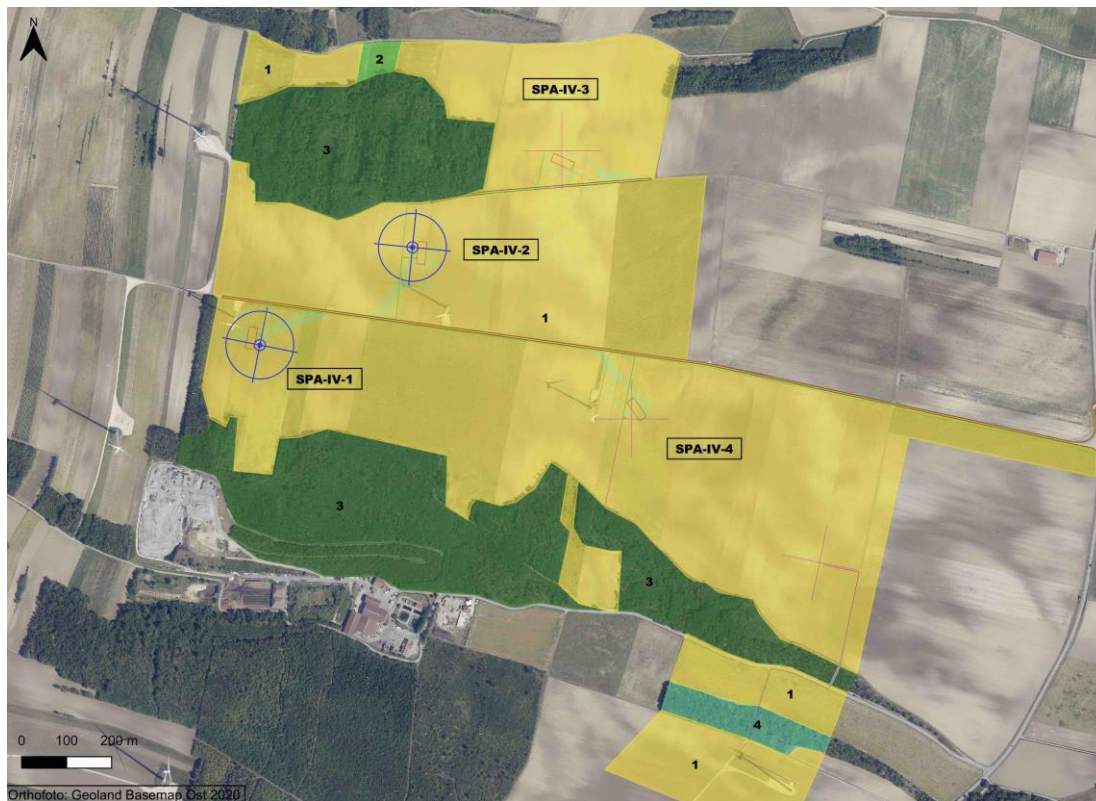 N
1
2
SPA-IV-3
3
SPA-IV-2
1
SPA-IV-1
SPA-IV-4
3
3
1
4
1
0 100 200 m
Orthofoto: Geoland Basemap Ost 2020